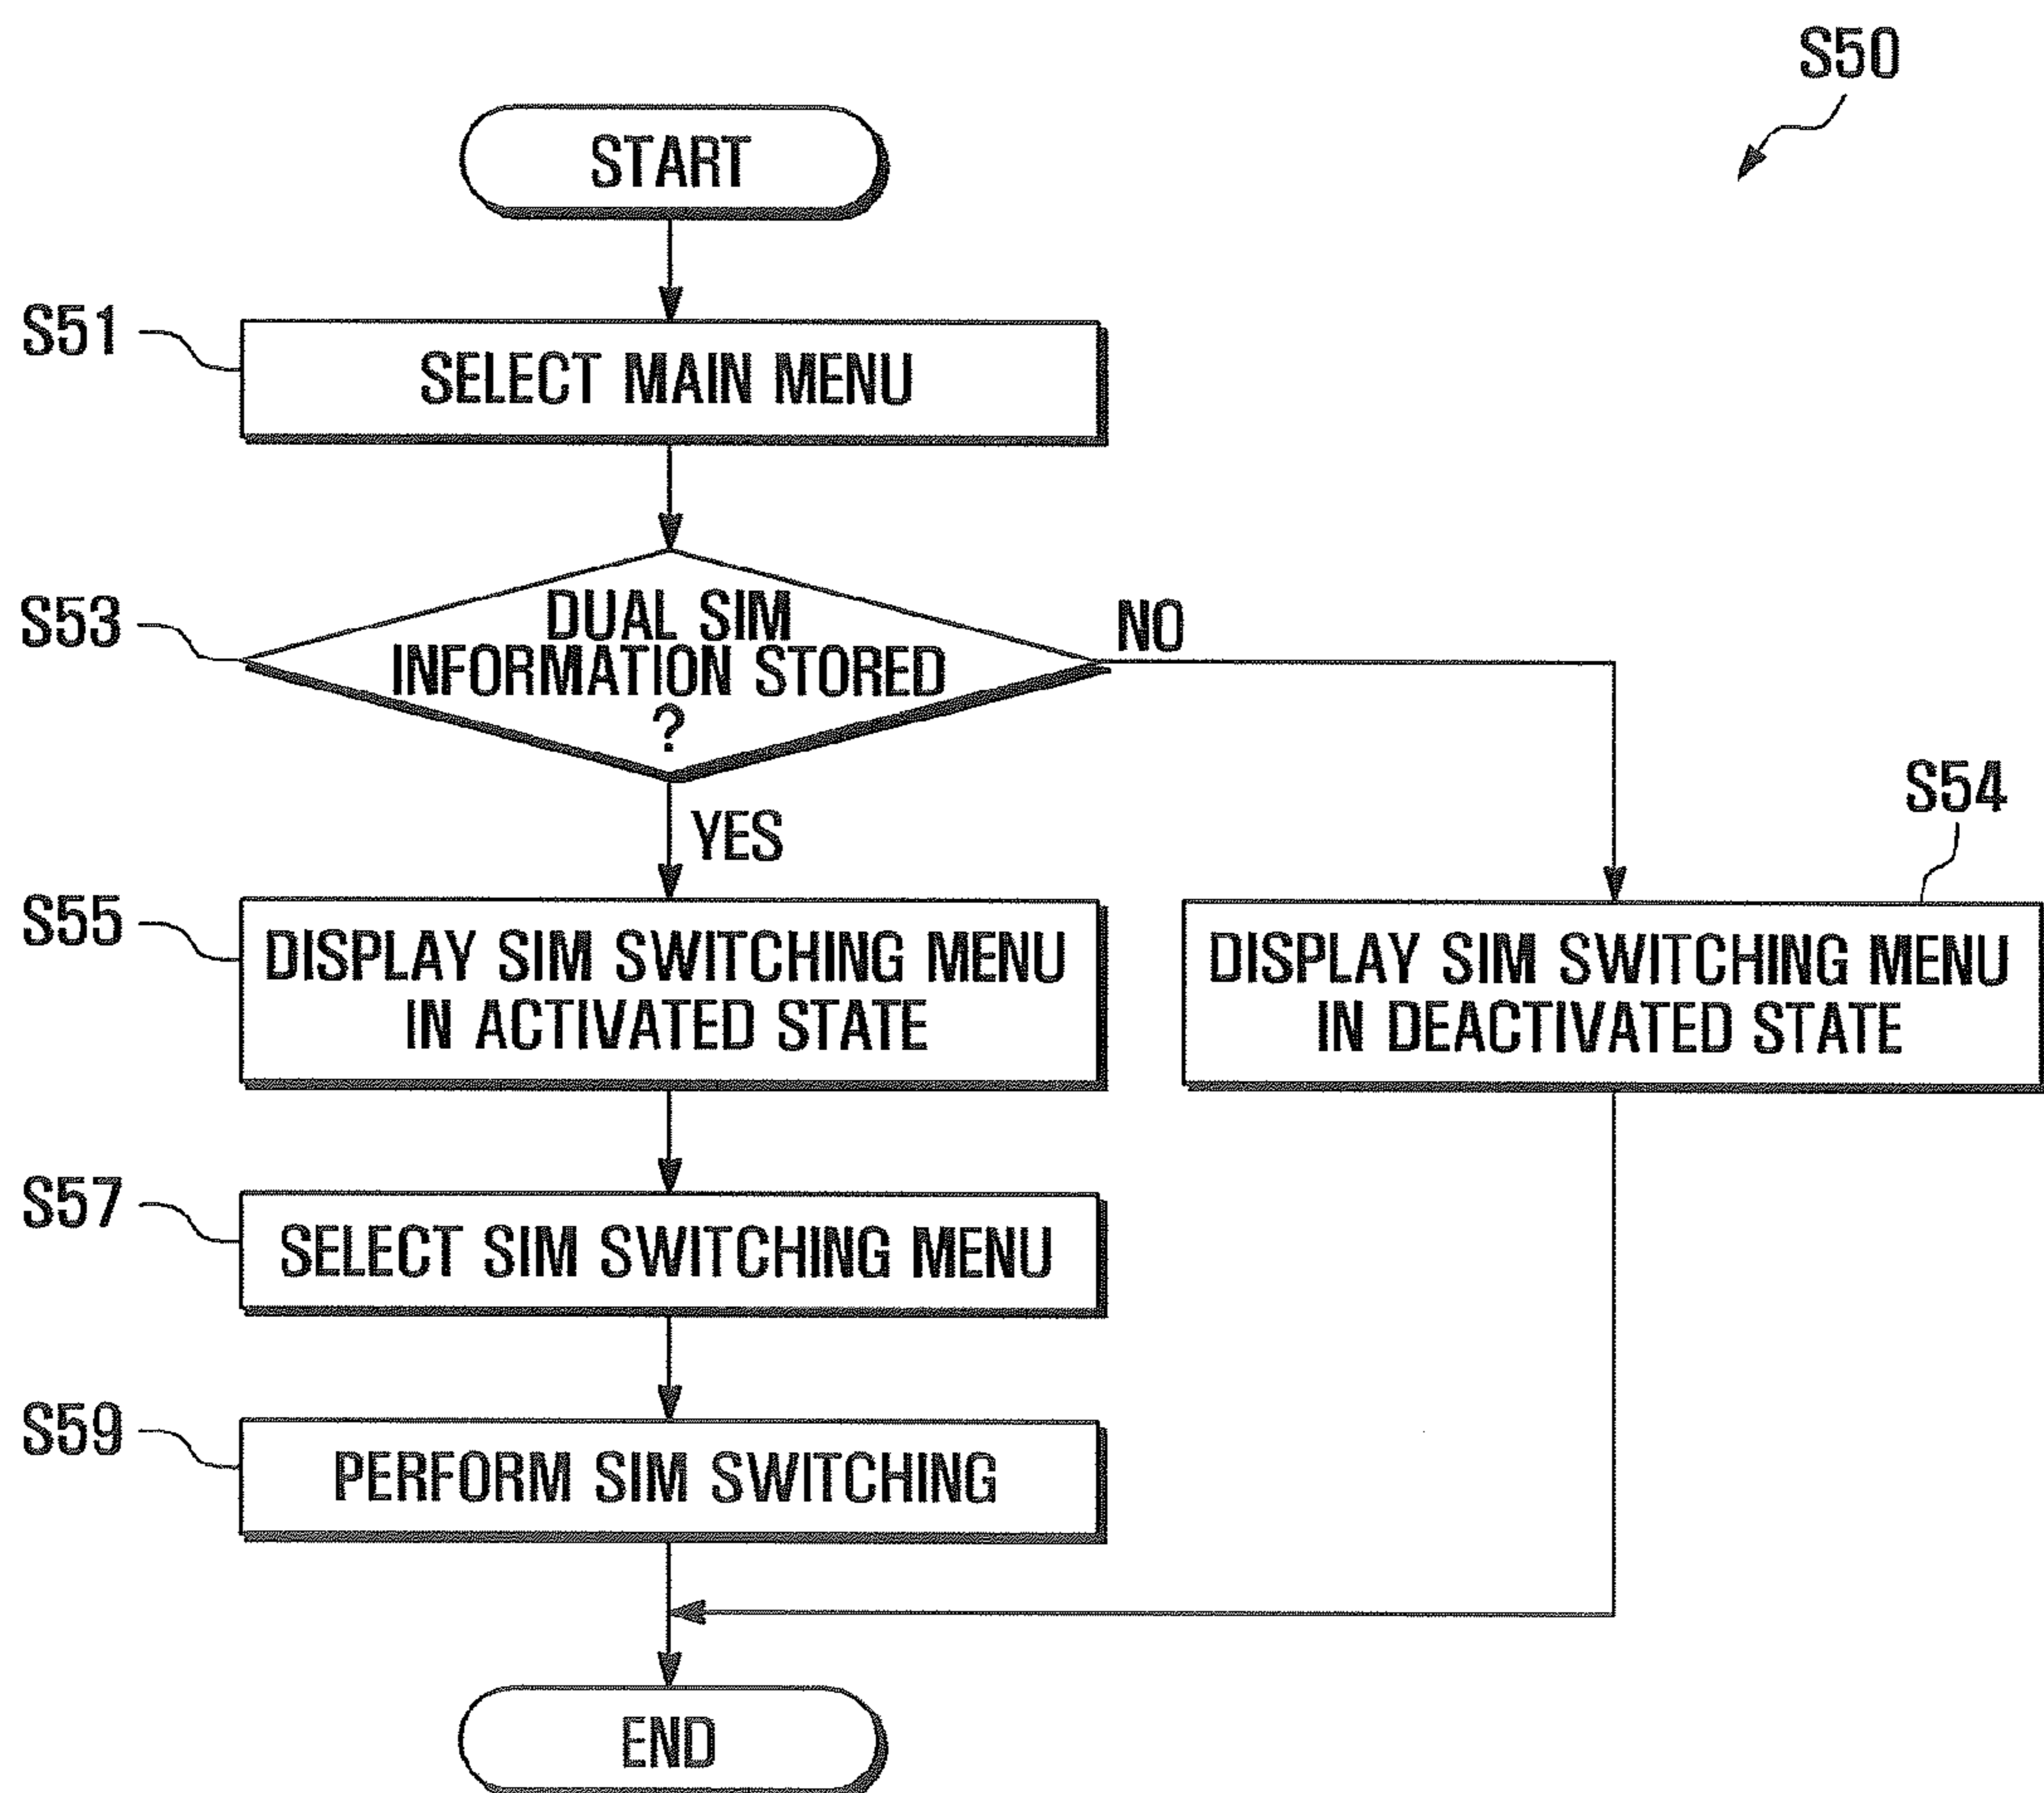 S50
START
S51
SELECT MAIN MENU
S53
DUAL SIM
INFORMATION STORED
?
NO
YES
S54
S55
DISPLAY SIM SWITCHING MENU
IN ACTIVATED STATE
DISPLAY SIM SWITCHING MENU
IN DEACTIVATED STATE
S57
SELECT SIM SWITCHING MENU
S59
PERFORM SIM SWITCHING
END